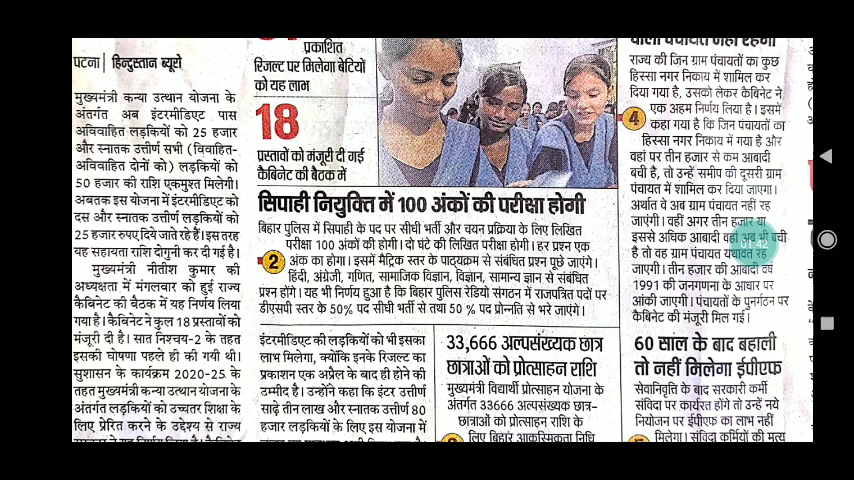 पटना | हिन्दुस्तान ब्यूरो
मुख्यमंत्री कन्या उत्थान योजना के
अंतर्गत अब इंटरमीडिएट पास
अविवाहित लड़कियों को 25 हजार
और स्नातक उत्तीर्ण सभी (विवाहित-
अविवाहित दोनों को) लड़कियों को
50 हजार की राशि एकमुश्त मिलेगी।
अबतक इस योजना में इंटरमीडिएट को
दस और स्नातक उत्तीर्ण लड़कियों को
25 हजार रुपए दिये जाते रहे हैं। इस तरह
यह सहायता राशि दोगुनी कर दी गई है।
मुख्यमंत्री नीतीश कुमार की
अध्यक्षता में मंगलवार को हुई राज्य
कैबिनेट की बैठक में यह निर्णय लिया
गया है। कैबिनेट ने कुल 18 प्रस्तावों को
मंजूरी दी है। सात निश्चय-2 के तहत
इसकी घोषणा पहले ही की गयी थी।
सुशासन के कार्यक्रम 2020-25 के
तहत मुख्यमंत्री कन्या उत्थान योजना के
अंतर्गत लड़कियों को उच्चतर शिक्षा के
लिए प्रेरित करने के उद्देश्य से राज्य
प्रकाशित
रिजल्ट पर मिलेगा बेटियों
को यह लाभ
18
प्रस्तावों को मंजूरी दी गई
कैबिनेट की बैठक में
सिपाही नियुक्ति में 100 अंकों की परीक्षा होगी
बिहार पुलिस में सिपाही के पद पर सीधी भर्ती और चयन प्रक्रिया के लिए लिखित
परीक्षा 100 अंकों की होगी। दो घंटे की लिखित परीक्षा होगी। हर प्रश्न एक
2 अंक का होगा। इसमें मैट्रिक स्तर के पाठ्यक्रम से संबंधित प्रश्न पूछे जाएंगे।
हिंदी, अंग्रेजी, गणित, सामाजिक विज्ञान, विज्ञान, सामान्य ज्ञान से संबंधित
प्रश्न होंगे। यह भी निर्णय हुआ है कि बिहार पुलिस रेडियो संगठन में राजपत्रित पदों पर
डीएसपी स्तर के 50% पद सीधी भर्ती से तथा 50 % पद प्रोन्नति से भरे जाएंगे।
इंटरमीडिएट की लड़कियों को भी इसका
लाभ मिलेगा, क्योंकि इनके रिजल्ट का
प्रकाशन एक अप्रैल के बाद ही होने की
उम्मीद है। उन्होंने कहा कि इंटर उत्तीर्ण
साढ़े तीन लाख और स्नातक उत्तीर्ण 80
हजार लड़कियों के लिए इस योजना में
33,666 अल्पसंख्यक छात्र
छात्राओं को प्रोत्साहन राशि
मुख्यमंत्री विद्यार्थी प्रोत्साहन योजना के
अंतर्गत 33666 अल्पसंख्यक छात्र-
छात्राओं को प्रोत्साहन राशि के
लिए बिहार आकस्मिकता निधि
वाली पंचायत नहीं रहेगी
राज्य की जिन ग्राम पंचायतों का कुछ
हिस्सा नगर निकाय में शामिल कर
दिया गया है, उसको लेकर कैबिनेट ने
एक अहम निर्णय लिया है। इसमें
4 कहा गया है कि जिन पंचायतों का
हिस्सा नगर निकाय में गया है और
वहां पर तीन हजार से कम आबादी
बची है, तो उन्हें समीप की दूसरी ग्राम
पंचायत में शामिल कर दिया जाएगा।
अर्थात वे अब ग्राम पंचायत नहीं रह
जाएंगी। वहीं अगर तीन हजार या
इससे अधिक आबादी वहां अब भी बची
है तो वह ग्राम पंचायत यथावत रह
जाएगी। तीन हजार की आबादी वर्ष
1991 की जनगणना के आधार पर
आंकी जाएगी। पंचायतों के पुनर्गठन पर
कैबिनेट की मंजूरी मिल गई।
01:42
60 साल के बाद बहाली
तो नहीं मिलेगा ईपीएफ
सेवानिवृति के बाद सरकारी कर्मी
संविदा पर कार्यरत होंगे तो उन्हें नये
नियोजन पर ईपीएफ का लाभ नहीं
मिलेगा। संविदा कर्मियों की मृत्यु